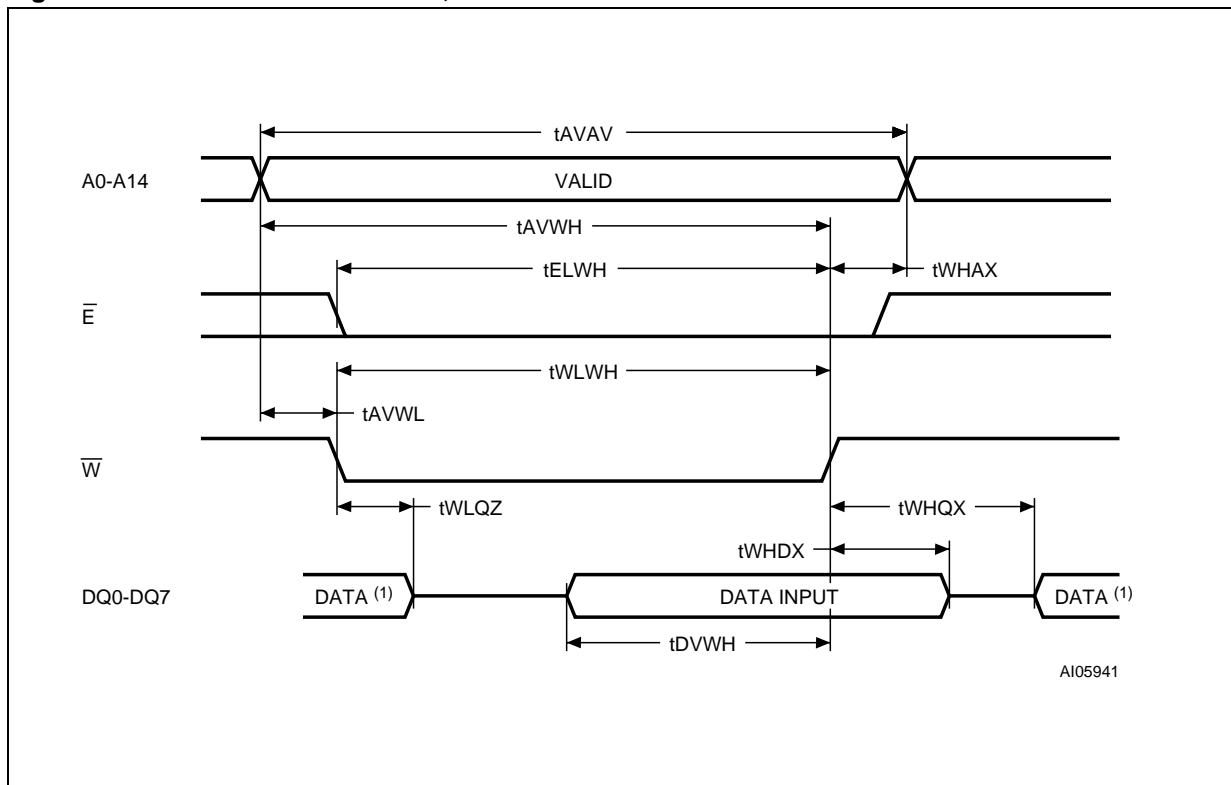 tAVAV
A0-A14
VALID
tAVWH
tELWH
tWHAX
E̅
tWLWH
tAVWL
W̅
tWLQZ
tWHQX
tWHDX
DQ0-DQ7
DATA (1)
DATA INPUT
DATA (1)
tDVWH
AI05941